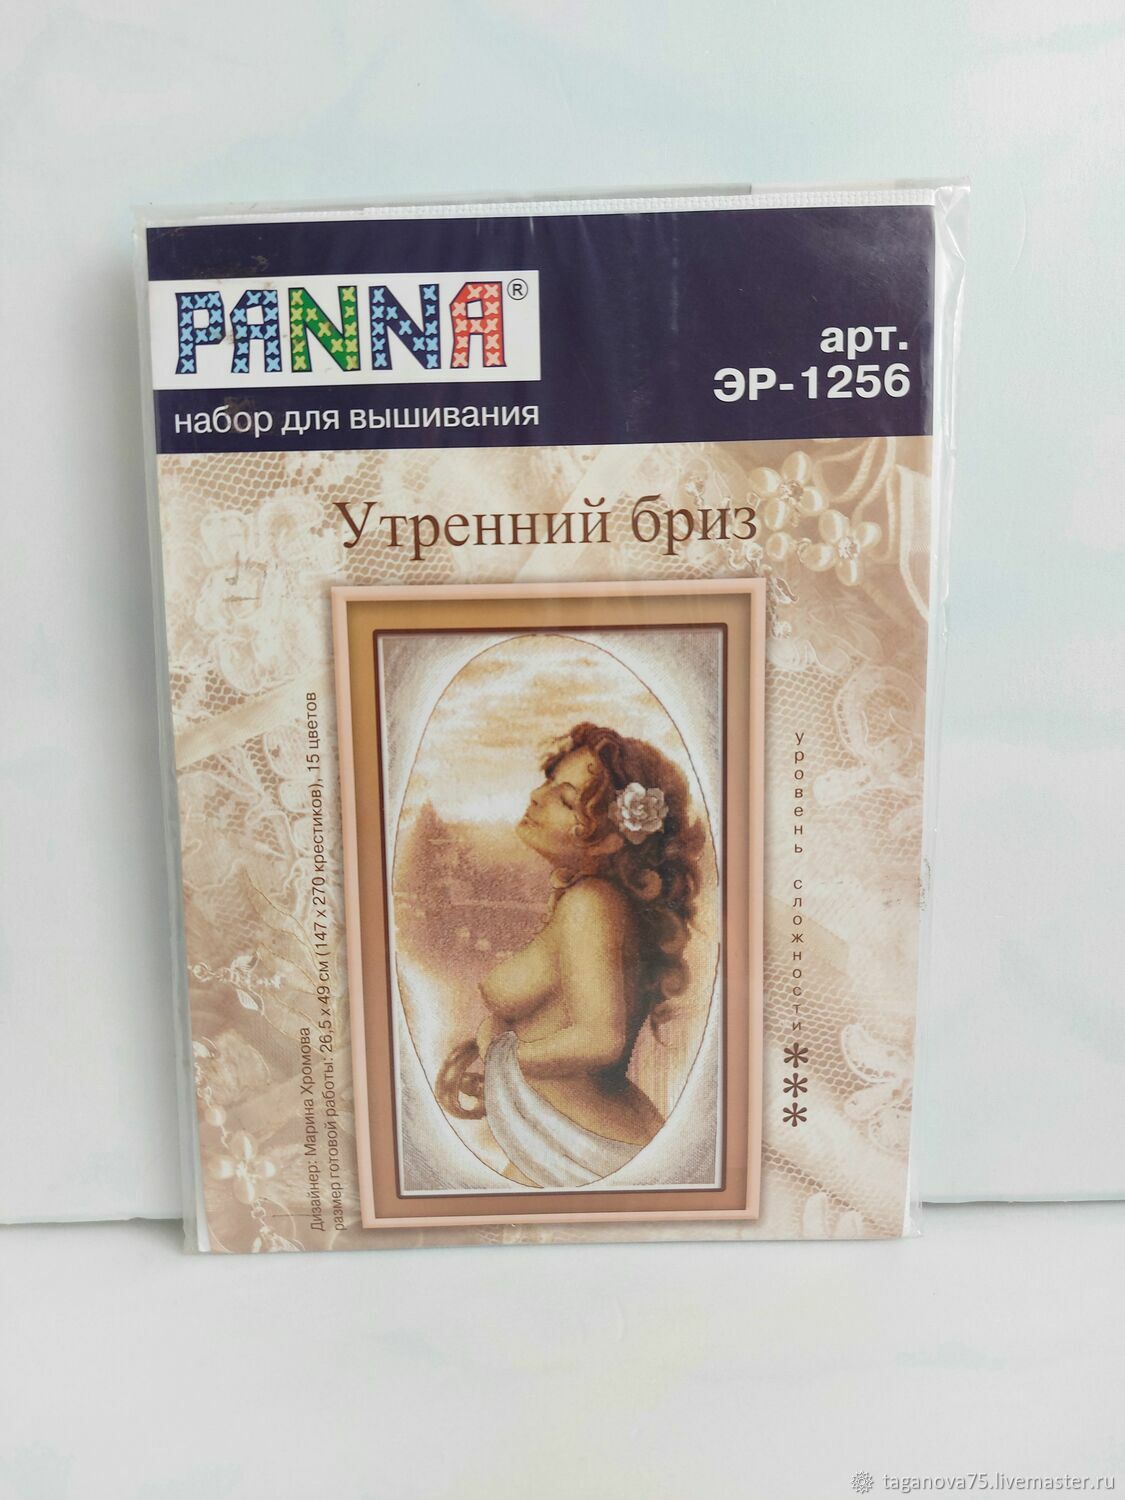 PANNA®
набор для вышивания
арт.
ЭР-1256
Утренний бриз
Дизайнер: Марина Хромова
размер готовой работы: 26,5 х 49 см (147 х 270 крестиков), 15 цветов
уровень сложности ***
taganova75.livemaster.ru